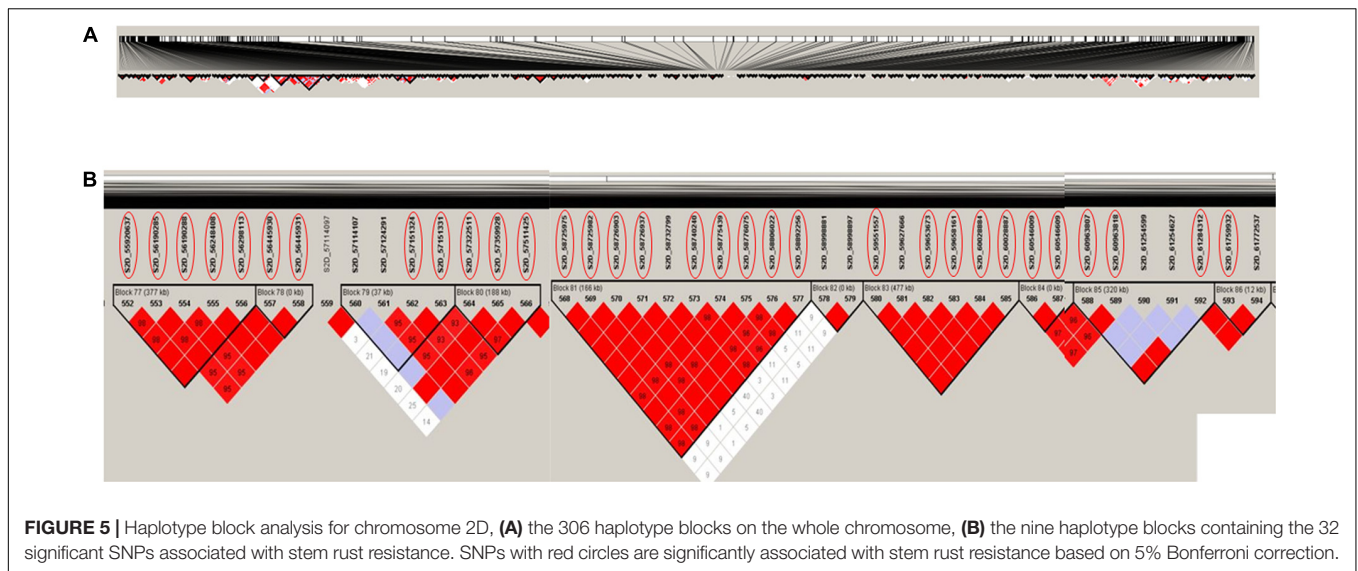 A
B
S2D_55920637 S2D_56190285 S2D_56190288 S2D_56248408 S2D_56298113 S2D_56445930 S2D_56445931 S2D_57114097 S2D_57114107 S2D_57124291 S2D_57151324 S2D_57153331 S2D_57322511 S2D_57359928 S2D_57511425 S2D_58725975 S2D_58725982 S2D_58726903 S2D_58726937 S2D_58732799 S2D_58740240 S2D_58775439 S2D_58776075 S2D_58806022 S2D_58892256 S2D_58998881 S2D_58998897 S2D_59551557 S2D_59627666 S2D_59653673 S2D_59658161 S2D_60028884 S2D_60028887 S2D_60546009 S2D_60963807 S2D_60963818 S2D_61254599 S2D_61254627 S2D_61284312 S2D_61759932 S2D_61772537
Block 77 (377 kb) Block 78 (0 kb) Block 79 (37 kb) Block 80 (188 kb) Block 81 (166 kb) Block 82 (0 kb) Block 83 (477 kb) Block 84 (0 kb) Block 85 (320 kb) Block 86 (12 kb)
552 553 554 555 556 557 558 559 560 561 562 563 564 565 566 568 569 570 571 572 573 574 575 576 577 578 579 580 581 582 583 584 585 586 587 588 589 590 591 592 593 594
FIGURE 5 | Haplotype block analysis for chromosome 2D, (A) the 306 haplotype blocks on the whole chromosome, (B) the nine haplotype blocks containing the 32
significant SNPs associated with stem rust resistance. SNPs with red circles are significantly associated with stem rust resistance based on 5% Bonferroni correction.